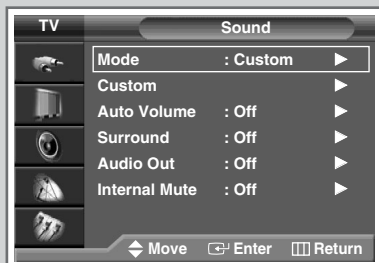 TV Sound
Mode : Custom
Custom
Auto Volume : Off
Surround : Off
Audio Out : Off
Internal Mute : Off
Move Enter Return